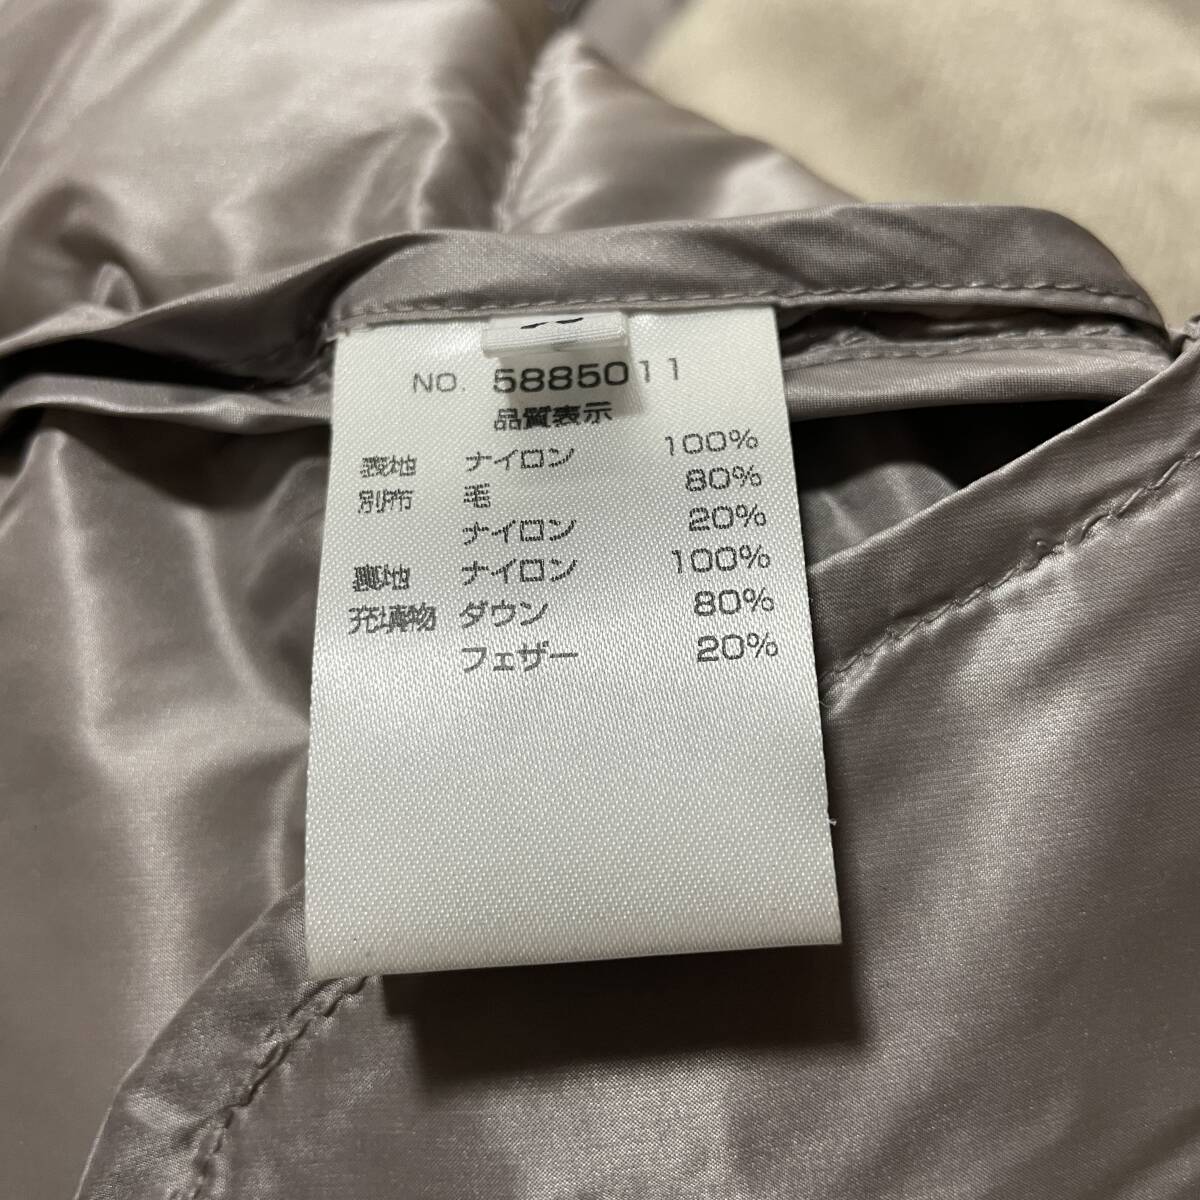 NO. 5885011
品質表示
表地 ナイロン 100%
別布 毛 80%
ナイロン 20%
裏地 ナイロン 100%
充填物 ダウン 80%
フェザー 20%